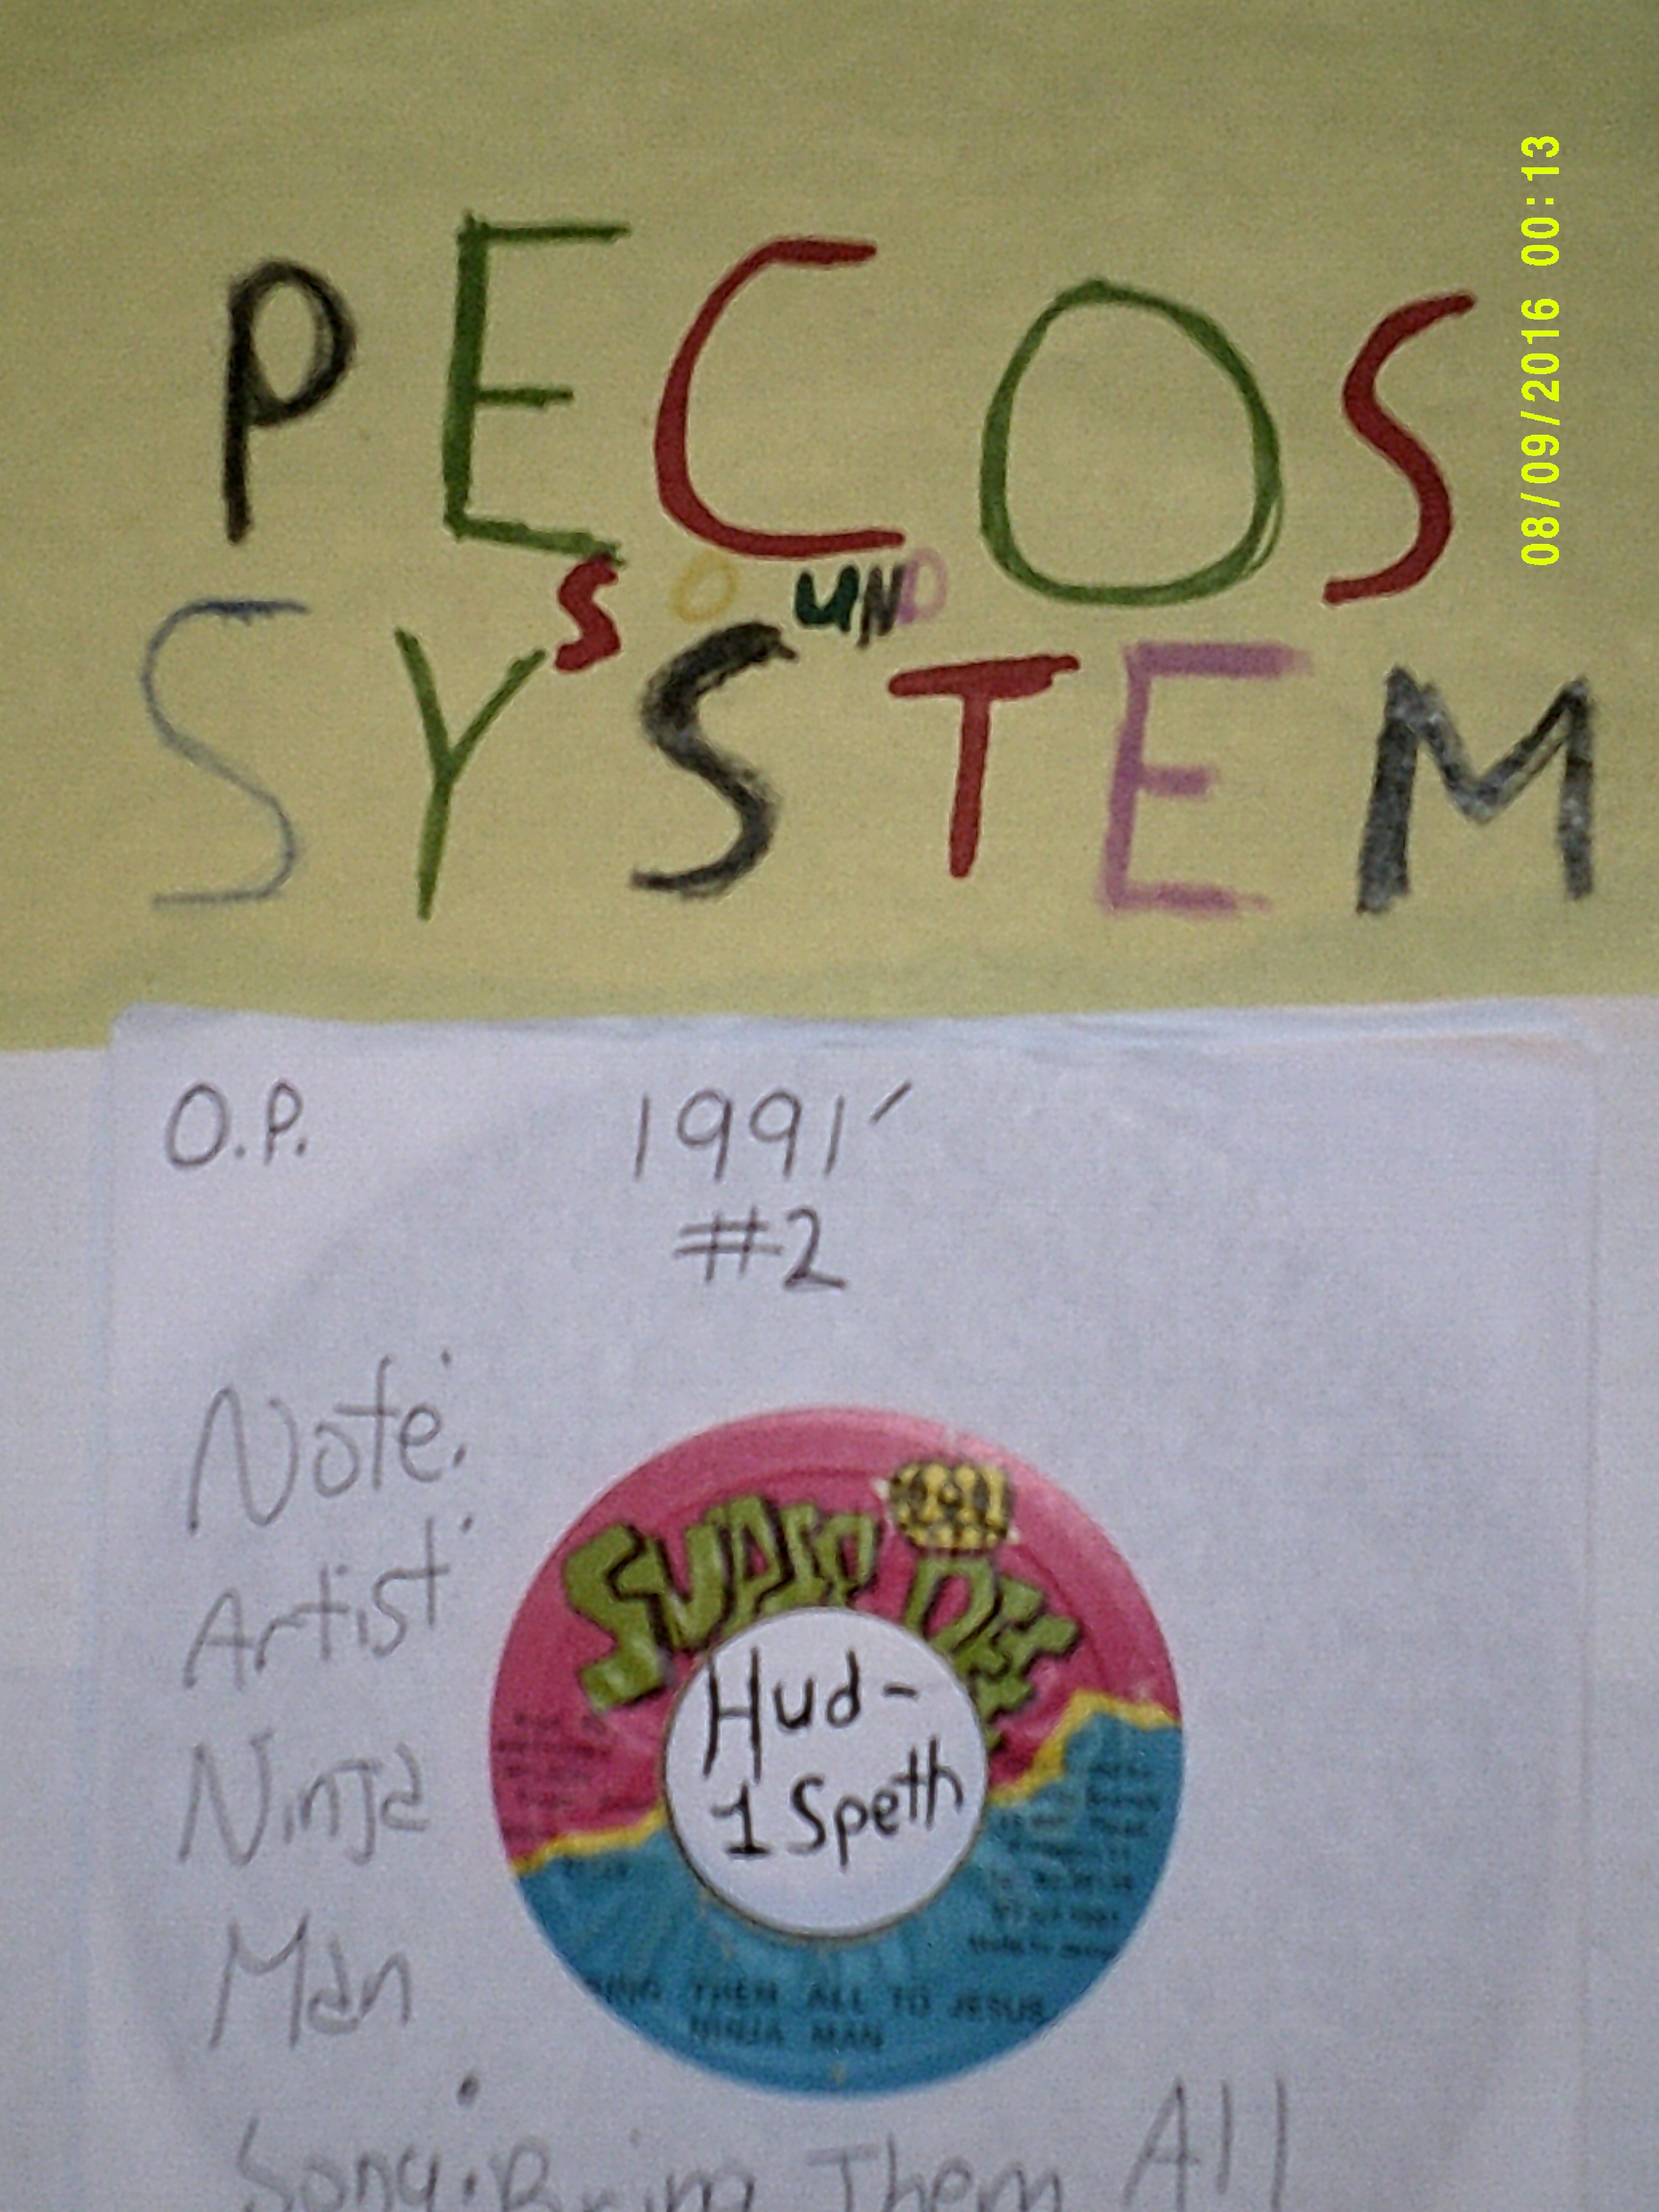 PECOS
SOUND
SYSTEM
08/09/2016 00:13
O.P.
1991'
#2
Note:
Artist:
Ninja
Man
SUPER DEE
Hud-
1 Speth
THEM ALL TO JESUS
NINJA MAN
Song: Bring Them All